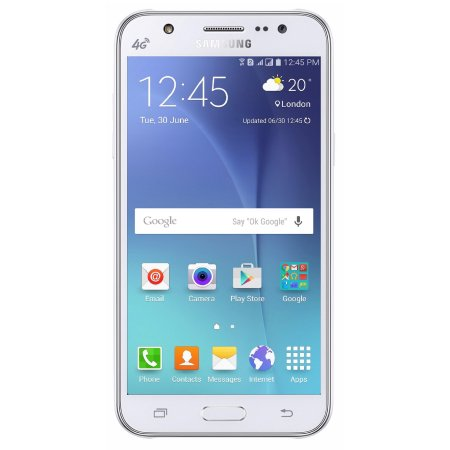 4G
SAMSUNG
12:45 PM
12:45
20°
London
Tue, 30 June
Updated 06/30 12:45
Google
Say "Ok Google"
Email
Camera
Play Store
Google
Phone
Contacts
Messages
Internet
Apps